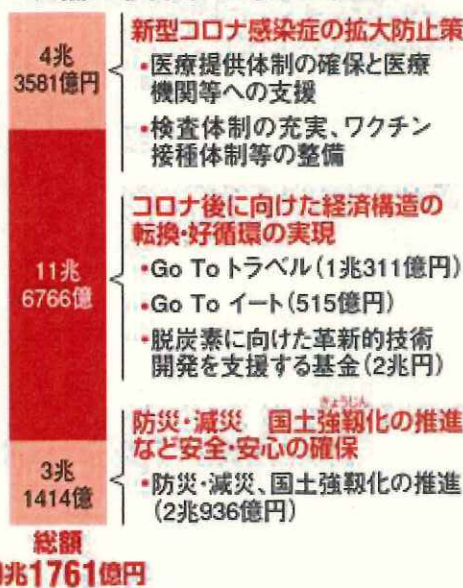 4兆
3581億円
新型コロナ感染症の拡大防止策
•医療提供体制の確保と医療
機関等への支援
•検査体制の充実、ワクチン
接種体制等の整備
11兆
6766億
コロナ後に向けた経済構造の
転換・好循環の実現
•Go To トラベル(1兆311億円)
•Go To イート(515億円)
•脱炭素に向けた革新的技術
開発を支援する基金(2兆円)
3兆
1414億
きょうじん
防災・減災 国土強靱化の推進
など安全・安心の確保
•防災・減災、国土強靱化の推進
(2兆936億円)
総額
兆1761億円